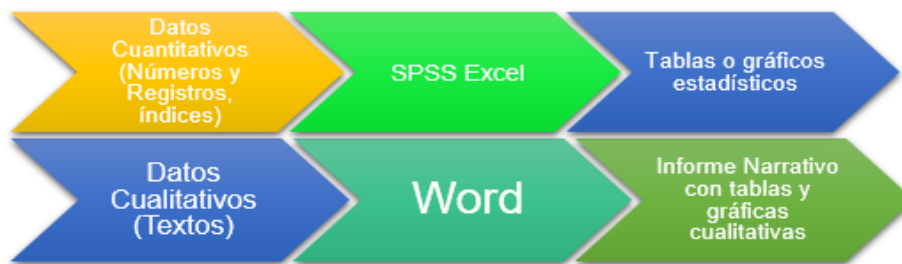 Datos
Cuantitativos
(Números y
Registros,
índices)
SPSS Excel
Tablas o gráficos
estadísticos
Datos
Cualitativos
(Textos)
Word
Informe Narrativo
con tablas y
gráficas
cualitativas